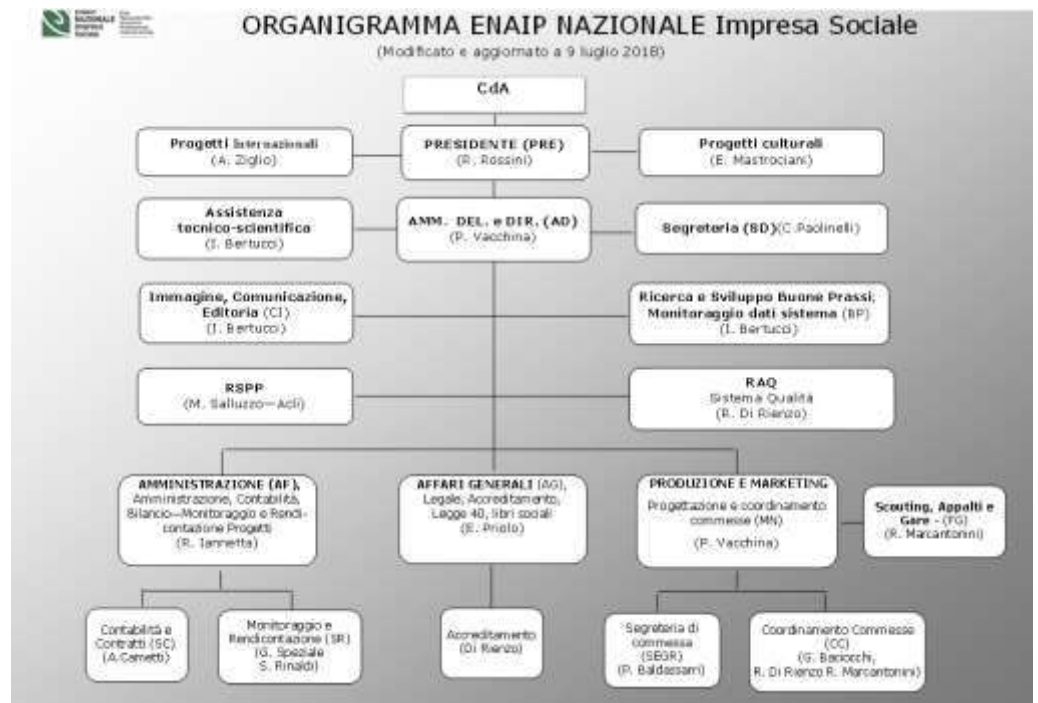 ENAIP
NAZIONALE
Impresa
Sociale
ORGANIGRAMMA ENAIP NAZIONALE Impresa Sociale
(Modificato e aggiornato a 9 luglio 2018)
CdA
Progetti Internazionali
(A. Ziglio)
PRESIDENTE (PRE)
(R. Rossini)
Progetti culturali
(E. Mastrociani)
Assistenza
tecnico-scientifica
(I. Bertucci)
AMM. DEL. e DIR. (AD)
(P. Vacchina)
Segreteria (SD)(C.Paolinelli)
Immagine, Comunicazione,
Editoria (CI)
(I. Bertucci)
Ricerca e Sviluppo Buone Prassi;
Monitoraggio dati sistema (BP)
(I. Bertucci)
RSPP
(M. Galluzzo—Acli)
RAQ
Sistema Qualità
(R. Di Rienzo)
AMMINISTRAZIONE (AF),
Amministrazione, Contabilità,
Bilancio—Monitoraggio e Rendi-
contazione Progetti
(R. Iannetta)
AFFARI GENERALI (AG),
Legale, Accreditamento,
Legge 40, libri sociali
(E. Priolo)
PRODUZIONE E MARKETING
Progettazione e coordinamento
commesse (MN)
(P. Vacchina)
Scouting, Appalti e
Gare - (FG)
(R. Marcantonini)
Contabilità e
Contratti (SC)
(A.Cametti)
Monitoraggio e
Rendicontazione (SR)
(G. Speziale
S. Rinaldi)
Accreditamento
(Di Rienzo)
Segreteria di
commessa
(SEGR)
(P. Baldassarri)
Coordinamento Commesse
(CC)
(G. Baciocchi,
R. Di Rienzo R. Marcantonini)